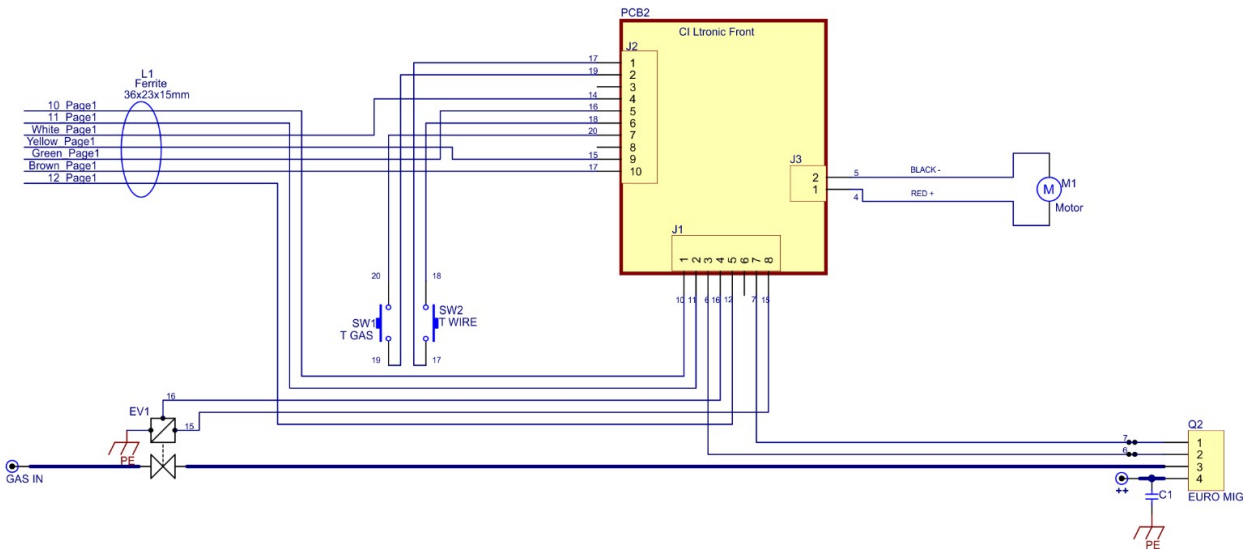 PCB2
CI Ltronic Front
J2
17 1
19 2
3
14 4
16 5
18 6
20 7
8
15 9
17 10
L1
Ferrite
36x23x15mm
10 Page1
11 Page1
White Page1
Yellow Page1
Green Page1
Brown Page1
12 Page1
J3
2 5 BLACK -
1 4 RED +
M M1
Motor
J1
1 2 3 4 5 6 7 8
10 11 6 16 12 7 15
20 18
SW1
T GAS
SW2
T WIRE
19 17
EV1
16
15
PE
GAS IN
Q2
7 1
6 2
3
4
++
C1
EURO MIG
PE